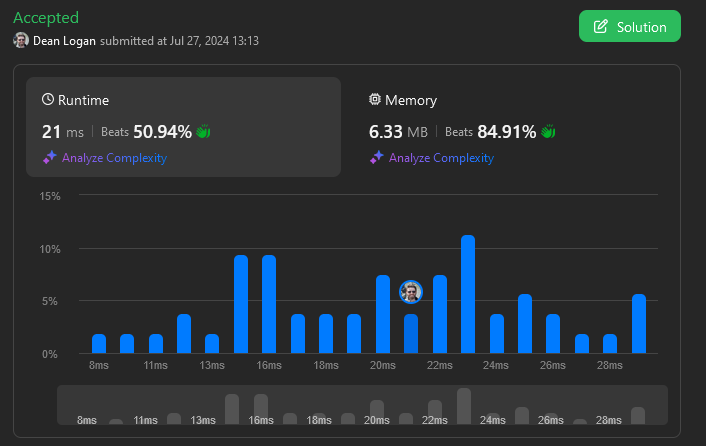 Accepted
Dean Logan submitted at Jul 27, 2024 13:13
Solution
Runtime
21 ms | Beats 50.94%
Analyze Complexity
Memory
6.33 MB | Beats 84.91%
Analyze Complexity
15%
10%
5%
0%
8ms 11ms 13ms 16ms 18ms 20ms 22ms 24ms 26ms 28ms
8ms 11ms 13ms 16ms 18ms 20ms 22ms 24ms 26ms 28ms